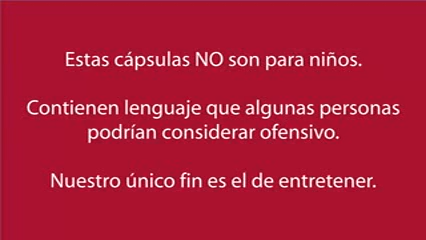 Estas cápsulas NO son para niños.
Contienen lenguaje que algunas personas
podrían considerar ofensivo.
Nuestro único fin es el de entretener.